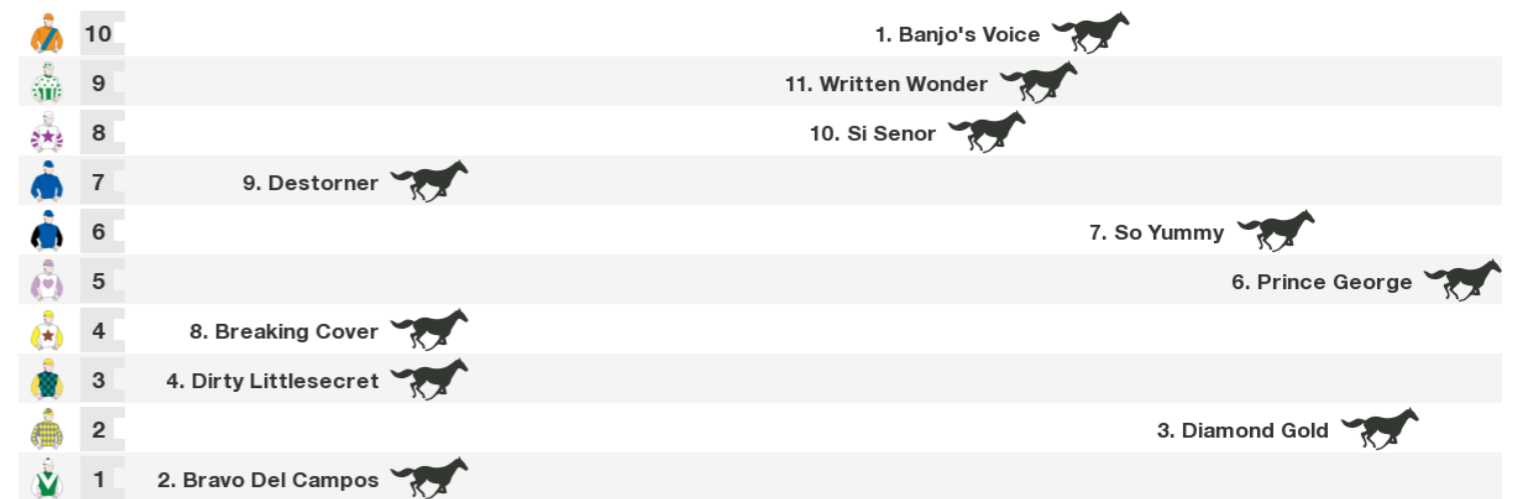 10 1. Banjo's Voice
9 11. Written Wonder
8 10. Si Senor
7 9. Destorner
6 7. So Yummy
5 6. Prince George
4 8. Breaking Cover
3 4. Dirty Littlesecret
2 3. Diamond Gold
1 2. Bravo Del Campos